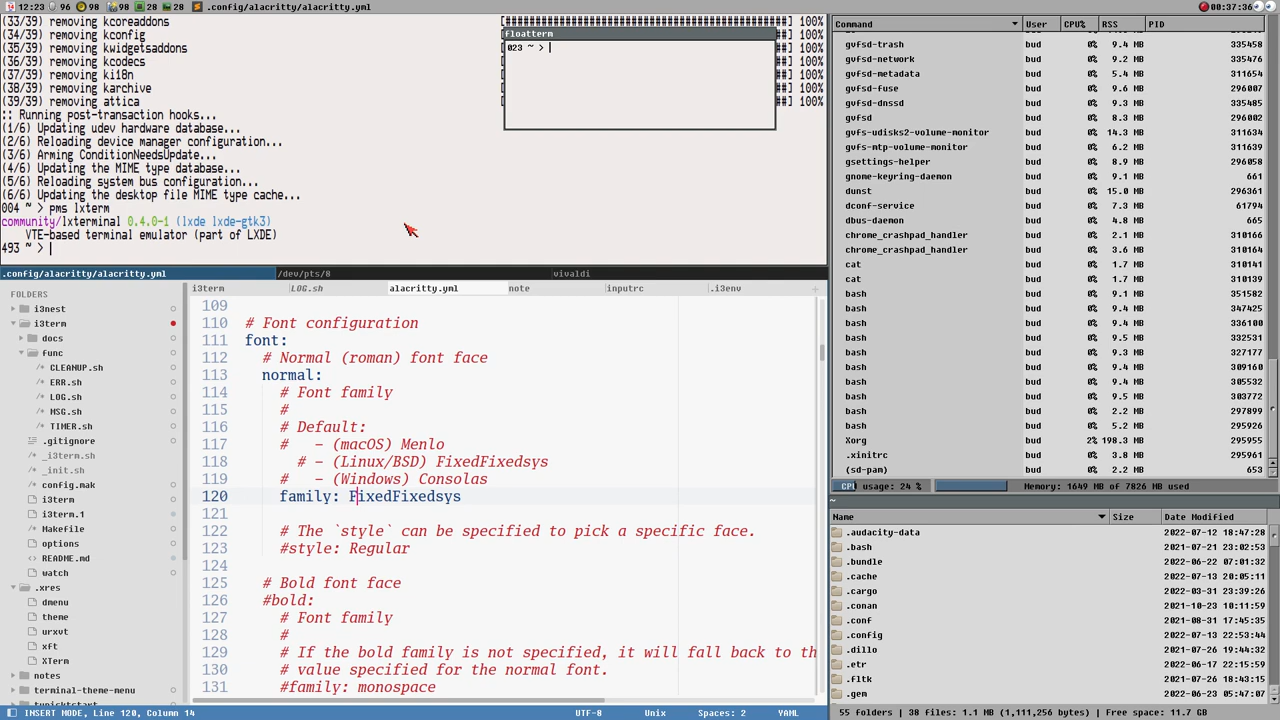 12:23 96 98 28 28 .config/alacritty/alacritty.yml 00:37:36
(33/39) removing kcoreaddons [######################################] 100%
(34/39) removing kconfig 100%
(35/39) removing kwidgetsaddons 100%
(36/39) removing kcodecs 100%
(37/39) removing ki18n 100%
(38/39) removing karchive 100%
(39/39) removing attica 100%
floatterm
023 ~ >
:: Running post-transaction hooks...
(1/6) Updating udev hardware database...
(2/6) Reloading device manager configuration...
(3/6) Arming ConditionNeedsUpdate...
(4/6) Updating the MIME type database...
(5/6) Reloading system bus configuration...
(6/6) Updating the desktop file MIME type cache...
004 ~ > pms lxterm
community/lxterminal 0.4.0-1 (lxde lxde-gtk3)
VTE-based terminal emulator (part of LXDE)
493 ~ >
.config/alacritty/alacritty.yml /dev/pts/8 vivaldi
FOLDERS
i3nest
i3term
docs
func
CLEANUP.sh
ERR.sh
LOG.sh
MSG.sh
TIMER.sh
.gitignore
_i3term.sh
_init.sh
config.mak
i3term
i3term.1
Makefile
options
README.md
watch
.xres
dmenu
theme
urxvt
xft
XTerm
notes
terminal-theme-menu
i3term LOG.sh alacritty.yml note inputrc .i3env
109
110 # Font configuration
111 font:
112 # Normal (roman) font face
113 normal:
114 # Font family
115 #
116 # Default:
117 # - (macOS) Menlo
118 # - (Linux/BSD) FixedFixedsys
119 # - (Windows) Consolas
120 family: FixedFixedsys
121
122 # The `style` can be specified to pick a specific face.
123 #style: Regular
124
125 # Bold font face
126 #bold:
127 # Font family
128 #
129 # If the bold family is not specified, it will fall back to th
130 # value specified for the normal font.
131 #family: monospace
INSERT MODE, Line 120, Column 14 UTF-8 Unix Spaces: 2 YAML
Command User CPU% RSS PID
gvfsd-trash bud 0% 9.4 MB 335458
gvfsd-network bud 0% 9.2 MB 335476
gvfsd-metadata bud 0% 5.4 MB 311654
gvfsd-fuse bud 0% 9.4 MB 296007
gvfsd-dnssd bud 0% 9.3 MB 335485
gvfsd bud 0% 8.3 MB 296002
gvfs-udisks2-volume-monitor bud 0% 14.3 MB 311634
gvfs-mtp-volume-monitor bud 0% 6.2 MB 311639
gsettings-helper bud 0% 8.9 MB 296058
gnome-keyring-daemon bud 0% 9.1 MB 661
dunst bud 0% 15.0 MB 296361
dconf-service bud 0% 5.9 MB 296387
dbus-daemon bud 0% 4.8 MB 665
chrome_crashpad_handler bud 0% 2.9 MB 310166
chrome_crashpad_handler bud 0% 3.6 MB 310164
cat bud 0% 1.7 MB 310141
cat bud 0% 1.7 MB 310139
bash bud 0% 9.1 MB 351582
bash bud 0% 9.4 MB 347227
bash bud 0% 9.2 MB 336100
bash bud 0% 9.5 MB 332121
bash bud 0% 9.3 MB 327177
bash bud 0% 9.4 MB 309160
bash bud 0% 9.4 MB 305532
bash bud 0% 9.5 MB 303772
bash bud 0% 2.2 MB 297899
bash bud 0% 9.4 MB 295926
Xorg bud 2% 198.3 MB 295955
.xinitrc bud 0% 3.6 MB 295925
(sd-pam) bud 0% 2.7 MB 653
CPU usage: 24 % Memory: 1649 MB of 7826 MB
~
Name Size Date Modified
.audacity-data 2022-07-12 18:47:28
.bash 2021-07-21 23:02:58
.bundle 2022-06-22 07:01:32
.cache 2022-07-13 20:05:11
.cargo 2022-03-31 23:39:26
.conan 2021-10-23 10:11:59
.conf 2021-08-31 17:45:35
.config 2022-07-13 22:53:44
.dillo 2021-07-26 19:44:32
.etr 2022-06-17 22:15:55
.fltk 2021-07-26 19:44:32
.gem 2022-06-23 05:47:07
55 folders | 38 files: 1.1 MB (1,111,256 bytes) | Free space: 11.7 GB